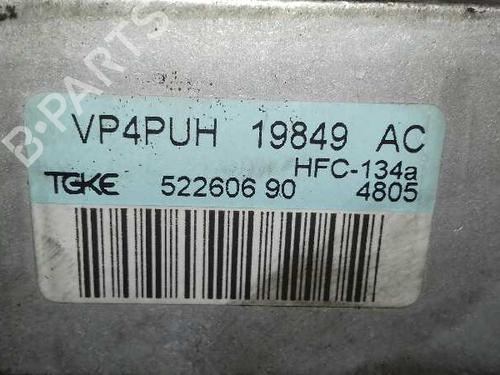 B-PARTS
VP4PUH 19849 AC
HFC-134a
TGKE 522606 90 4805